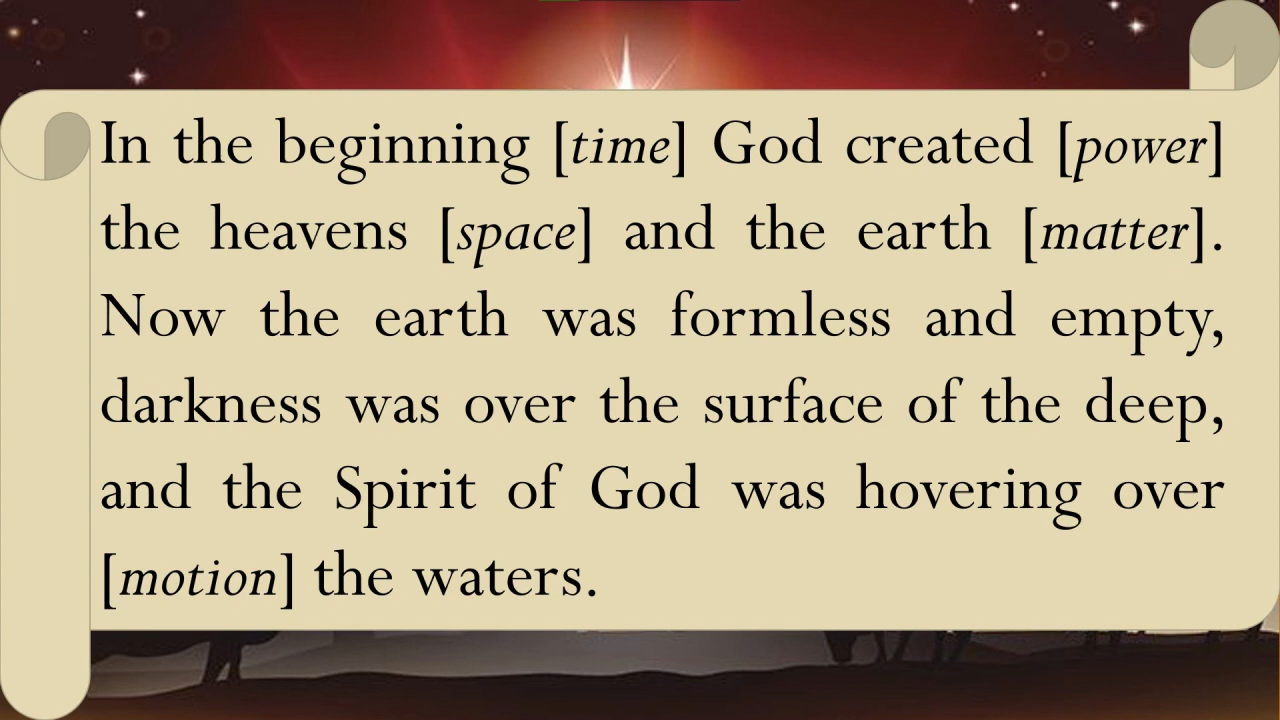 In the beginning [time] God created [power]
the heavens [space] and the earth [matter].
Now the earth was formless and empty,
darkness was over the surface of the deep,
and the Spirit of God was hovering over
[motion] the waters.